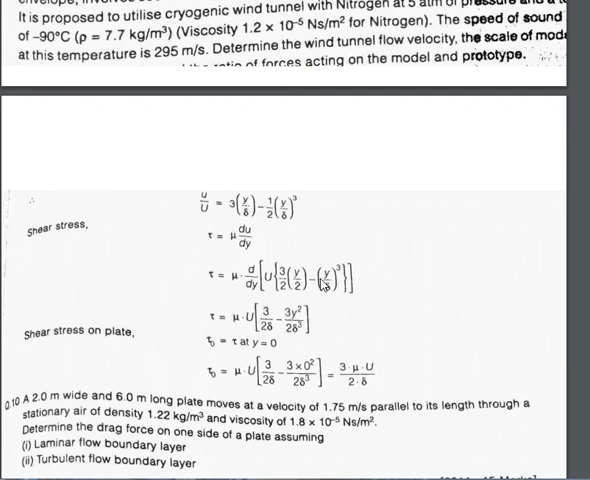 It is proposed to utilise cryogenic wind tunnel with Nitrogen at 5 atm of pressure and a
of –90°C (ρ = 7.7 kg/m³) (Viscosity 1.2 × 10⁻⁵ Ns/m² for Nitrogen). The speed of sound
at this temperature is 295 m/s. Determine the wind tunnel flow velocity, the scale of
ratio of forces acting on the model and prototype.
∴ u/U = 3(y/δ) – 1/2(y/δ)³
Shear stress,
τ = μ du/dy
τ = μ · d/dy [U{3/2(y/2) – (y/δ)³}]
τ = μ · U[3/2δ – 3y²/2δ³]
Shear stress on plate,
τ₀ = τ at y = 0
τ₀ = μ · U[3/2δ – 3×0²/2δ³] = 3·μ·U/2·δ
Q.10 A 2.0 m wide and 6.0 m long plate moves at a velocity of 1.75 m/s parallel to its length through a
stationary air of density 1.22 kg/m³ and viscosity of 1.8 × 10⁻⁵ Ns/m².
Determine the drag force on one side of a plate assuming
(i) Laminar flow boundary layer
(ii) Turbulent flow boundary layer